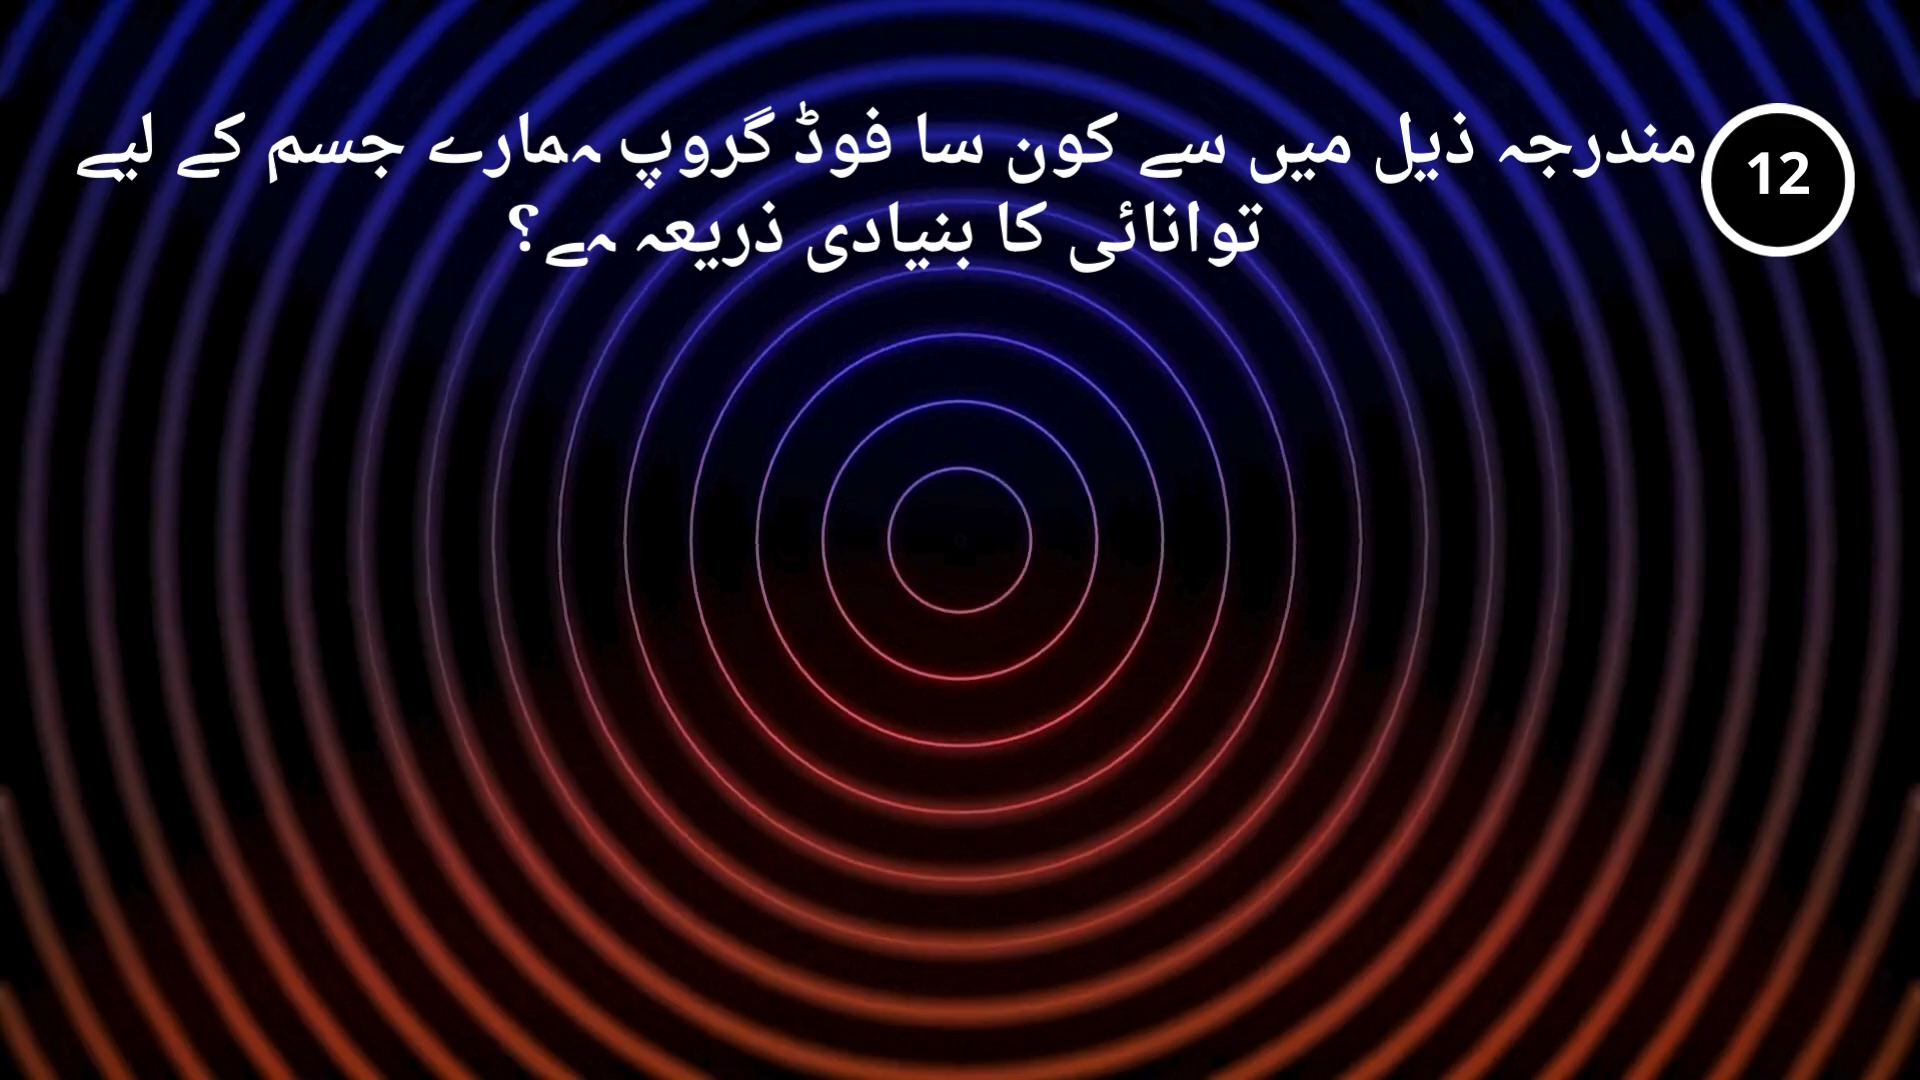 12
مندرجہ ذیل میں سے کون سا فوڈ گروپ ہمارے جسم کے لیے
توانائی کا بنیادی ذریعہ ہے؟